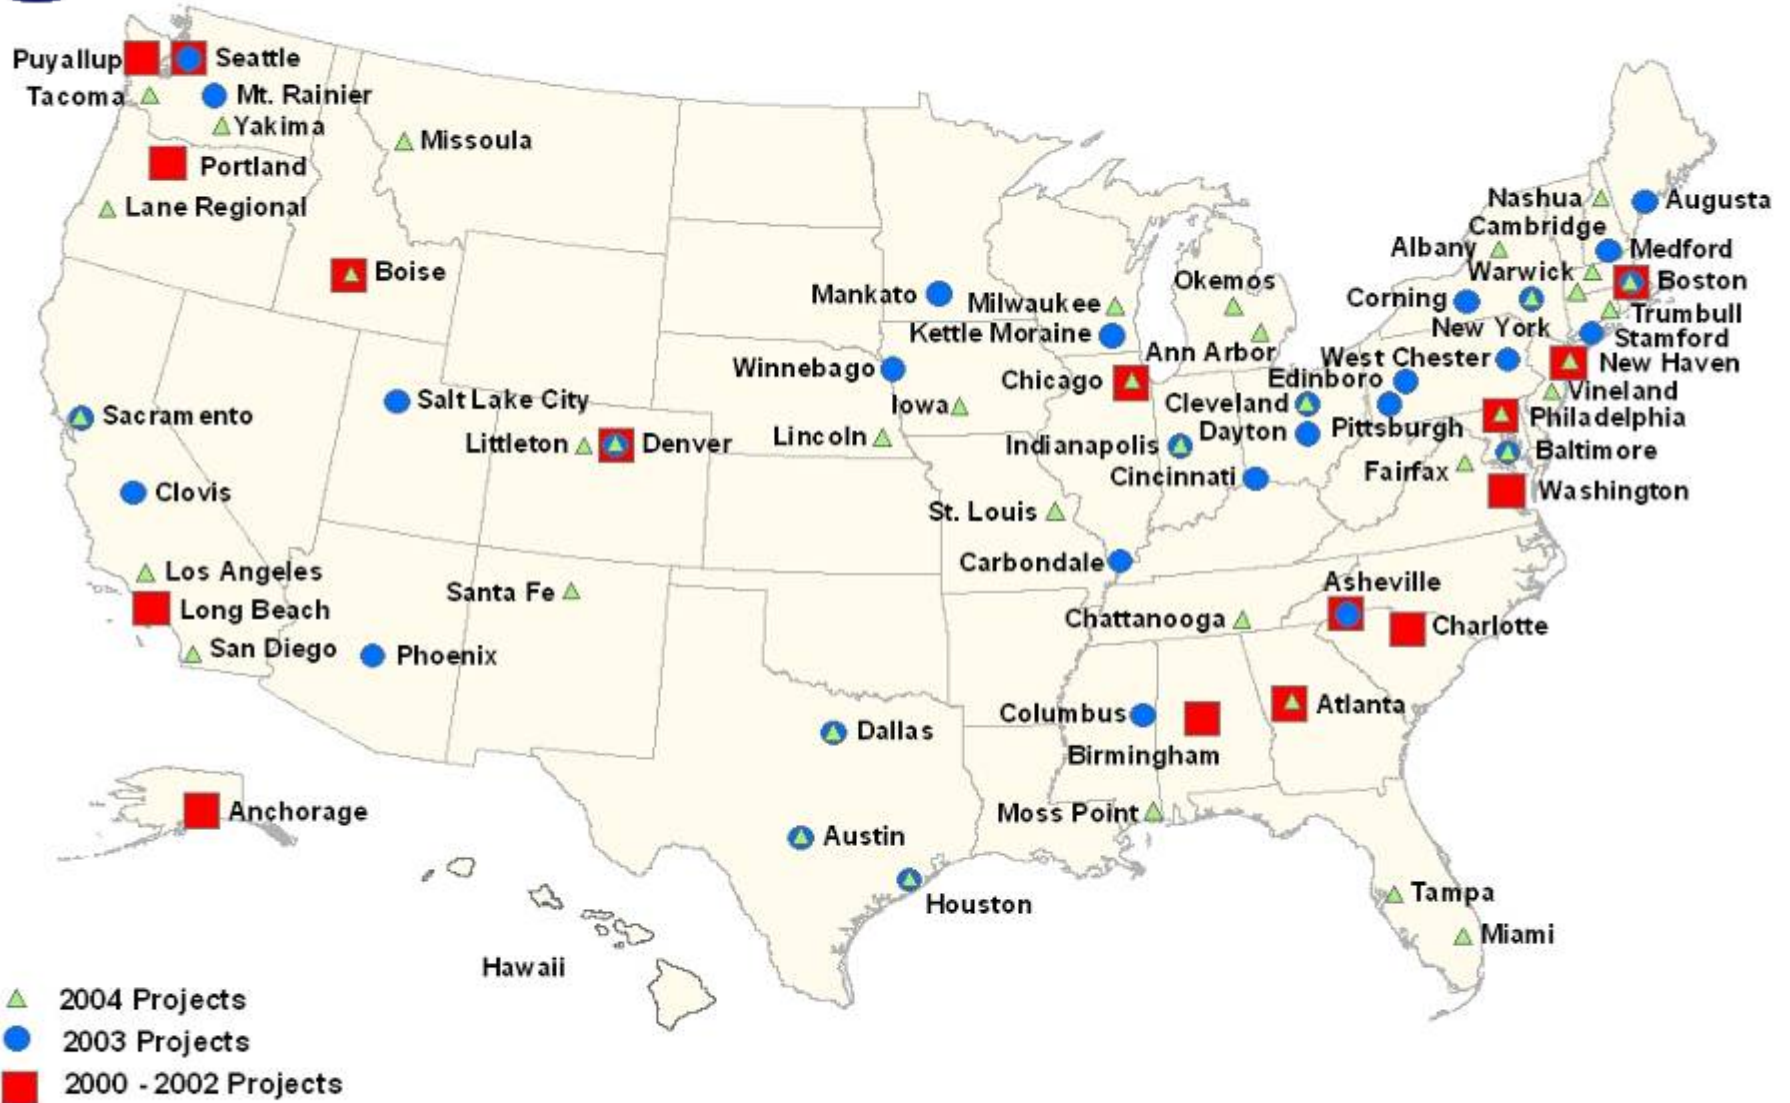 Puyallup
Seattle
Tacoma
Mt. Rainier
Yakima
Missoula
Portland
Lane Regional
Boise
Nashua
Augusta
Cambridge
Albany
Medford
Warwick
Boston
Okemos
Mankato
Milwaukee
Corning
Trumbull
Kettle Moraine
New York
Stamford
Ann Arbor
West Chester
New Haven
Winnebago
Chicago
Edinboro
Vineland
Salt Lake City
Iowa
Cleveland
Philadelphia
Sacramento
Littleton
Denver
Lincoln
Indianapolis
Dayton
Pittsburgh
Baltimore
Fairfax
Cincinnati
Washington
Clovis
St. Louis
Carbondale
Los Angeles
Santa Fe
Asheville
Long Beach
Chattanooga
Charlotte
San Diego
Phoenix
Columbus
Atlanta
Dallas
Birmingham
Anchorage
Moss Point
Austin
Houston
Tampa
Miami
Hawaii
2004 Projects
2003 Projects
2000 - 2002 Projects